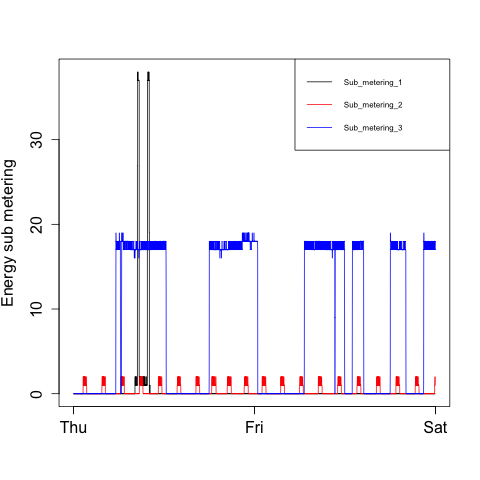 Sub_metering_1
Sub_metering_2
Sub_metering_3
Energy sub metering
30
20
10
0
Thu
Fri
Sat